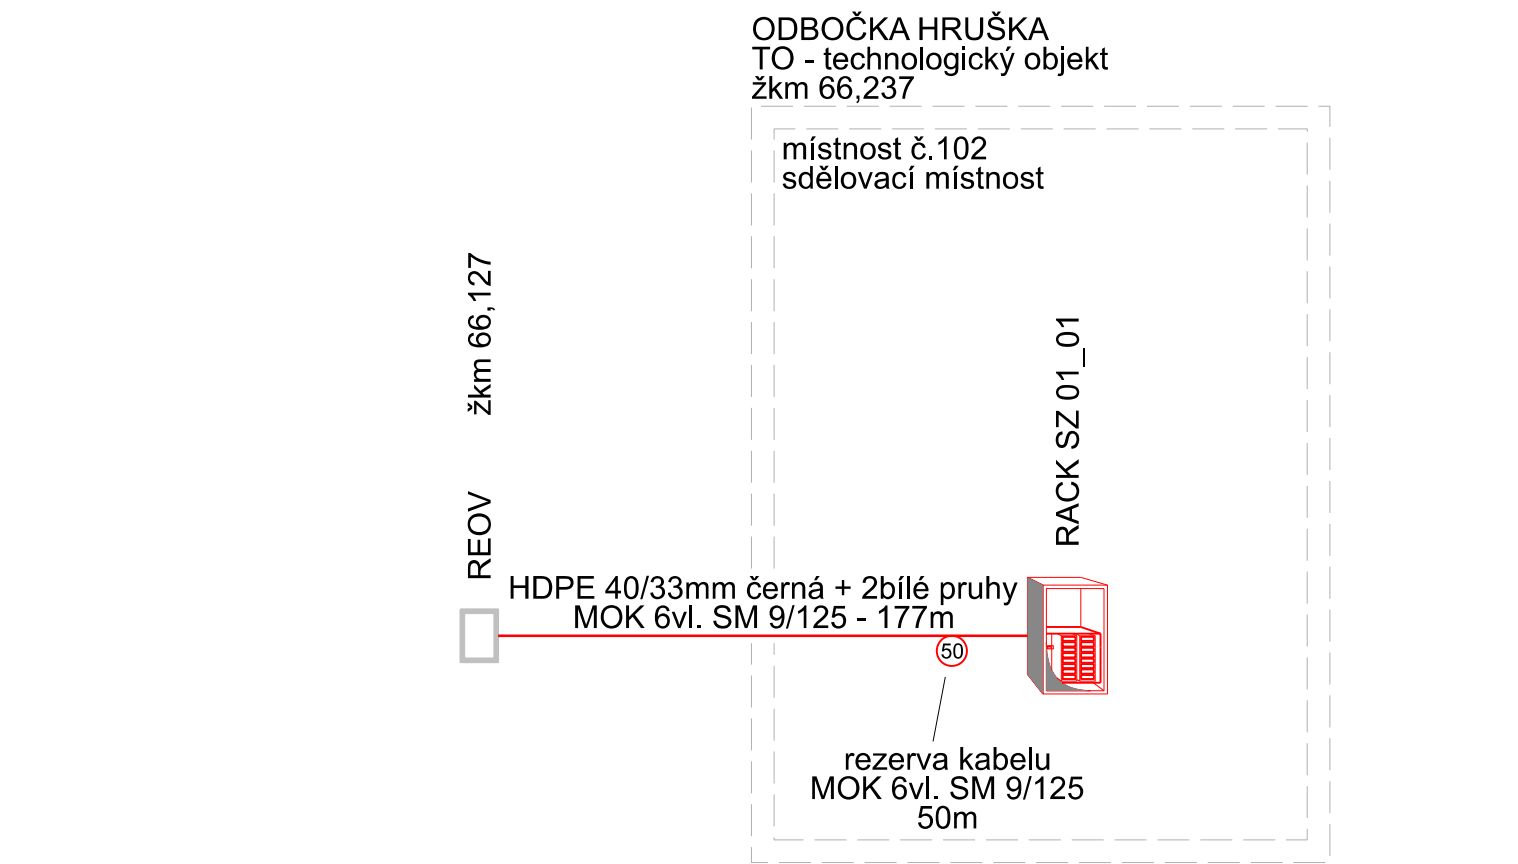 ODBOČKA HRUŠKA
TO - technologický objekt
žkm 66,237
místnost č.102
sdělovací místnost
žkm 66,127
REOV
RACK SZ 01_01
HDPE 40/33mm černá + 2bílé pruhy
MOK 6vl. SM 9/125 - 177m
50
rezerva kabelu
MOK 6vl. SM 9/125
50m